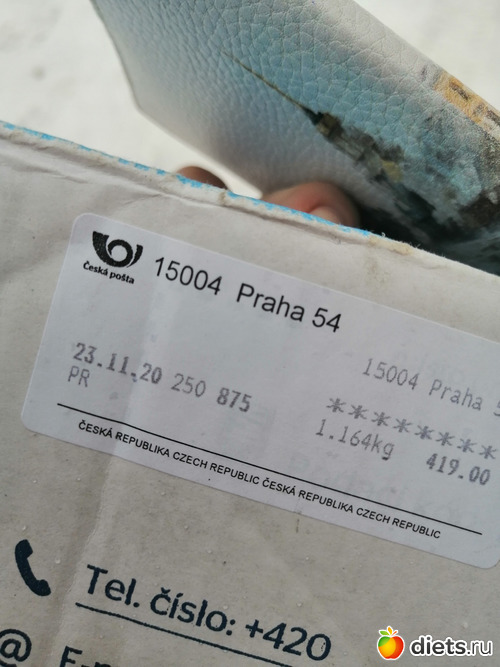 Česká pošta
15004 Praha 54
15004 Praha
23.11.20 250 875
PR
********
1.164kg 419.00
ČESKÁ REPUBLIKA CZECH REPUBLIC ČESKÁ REPUBLIKA CZECH REPUBLIC
Tel. číslo: +420
@
diets.ru